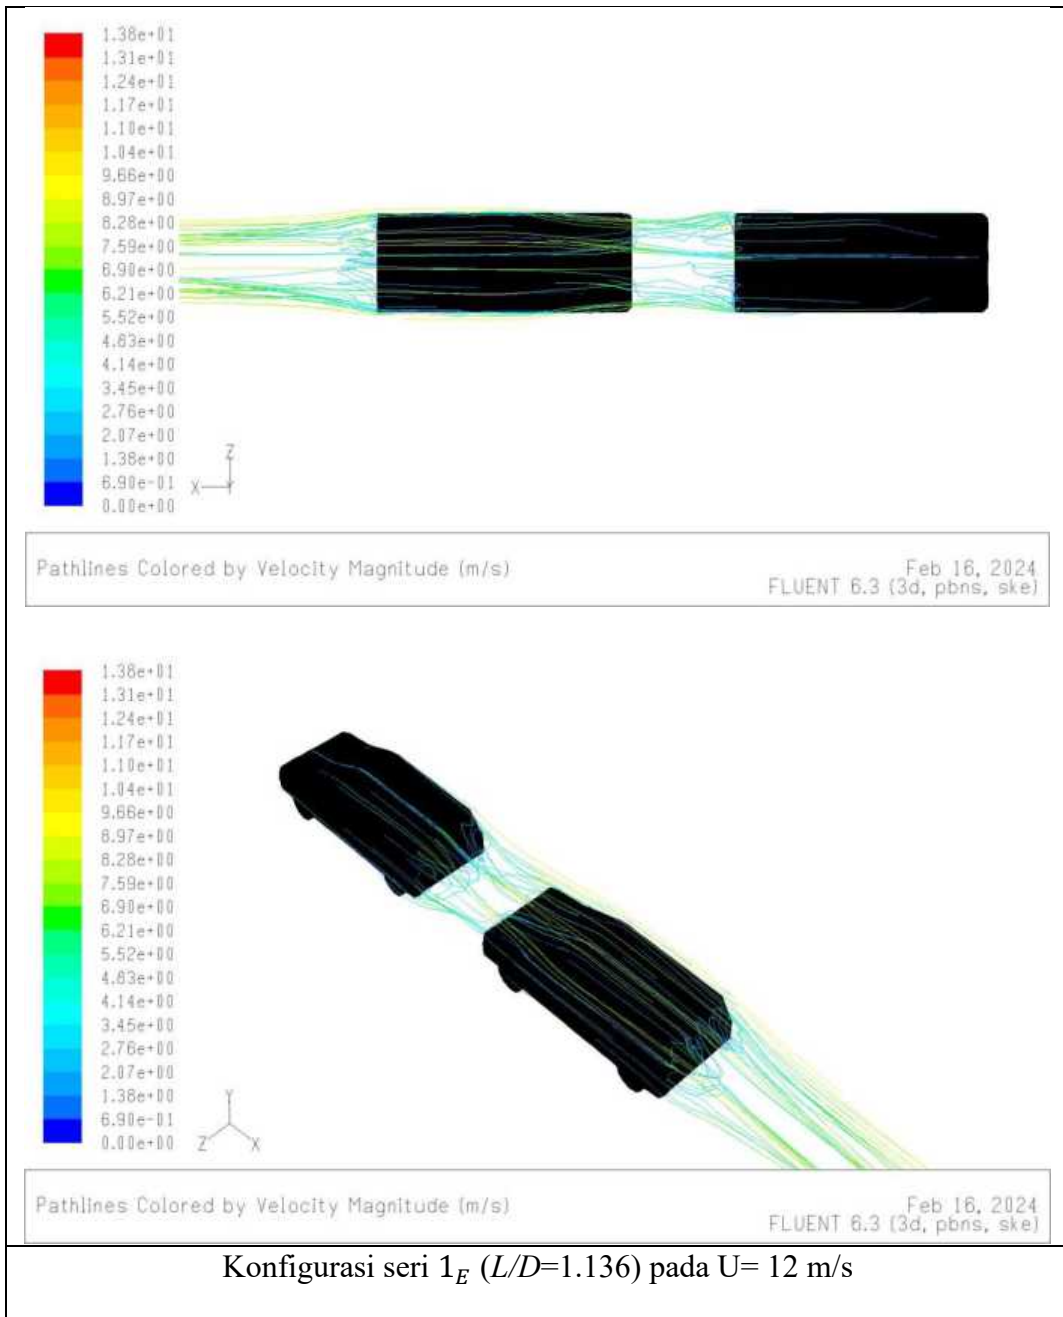 1.38e+01
1.31e+01
1.24e+01
1.17e+01
1.10e+01
1.04e+01
9.66e+00
8.97e+00
8.28e+00
7.59e+00
6.90e+00
6.21e+00
5.52e+00
4.83e+00
4.14e+00
3.45e+00
2.76e+00
2.07e+00
1.38e+00
6.90e-01
0.00e+00
Z
X
Y
Pathlines Colored by Velocity Magnitude (m/s)
Feb 16, 2024
FLUENT 6.3 (3d, pbns, ske)
1.38e+01
1.31e+01
1.24e+01
1.17e+01
1.10e+01
1.04e+01
9.66e+00
8.97e+00
8.28e+00
7.59e+00
6.90e+00
6.21e+00
5.52e+00
4.83e+00
4.14e+00
3.45e+00
2.76e+00
2.07e+00
1.38e+00
6.90e-01
0.00e+00
Y
Z
X
Pathlines Colored by Velocity Magnitude (m/s)
Feb 16, 2024
FLUENT 6.3 (3d, pbns, ske)
Konfigurasi seri 1_E (L/D=1.136) pada U= 12 m/s